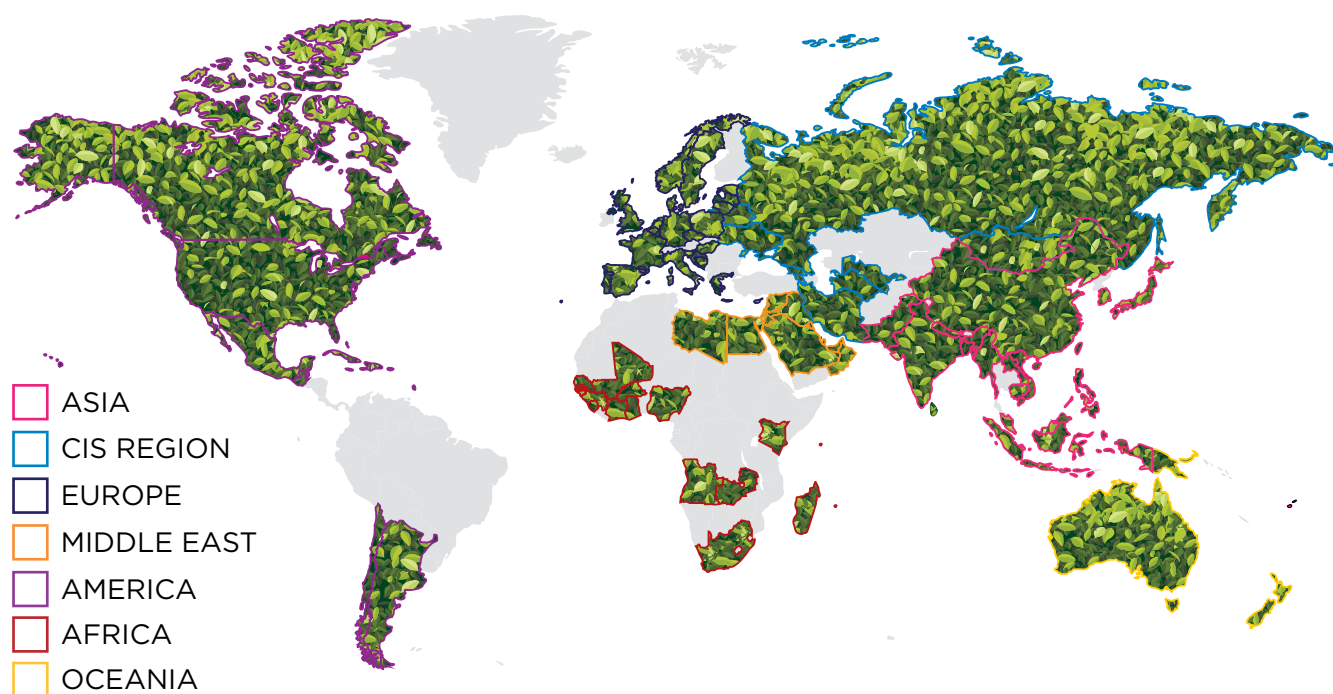 ASIA
CIS REGION
EUROPE
MIDDLE EAST
AMERICA
AFRICA
OCEANIA